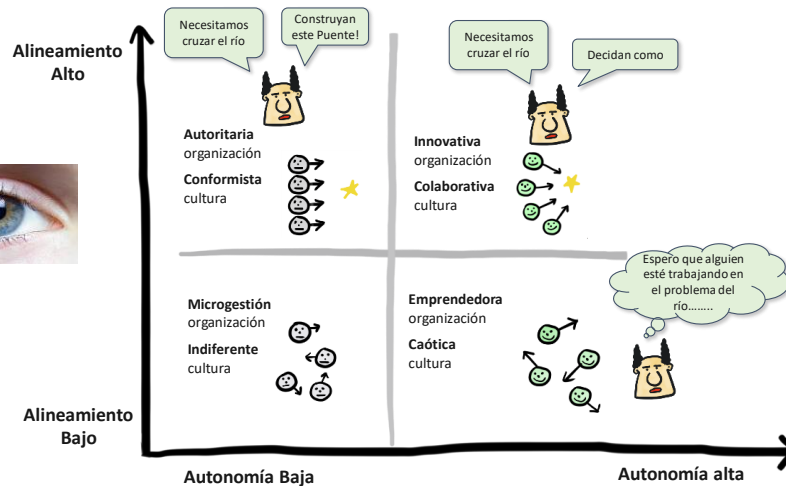 Necesitamos
cruzar el río
Construyan
este Puente!
Necesitamos
cruzar el río
Decidan como
Alineamiento
Alto
Autoritaria
organización
Conformista
cultura
Innovativa
organización
Colaborativa
cultura
Espero que alguien
esté trabajando en
el problema del
río........
Microgestión
organización
Indiferente
cultura
Emprendedora
organización
Caótica
cultura
Alineamiento
Bajo
Autonomía Baja
Autonomía alta